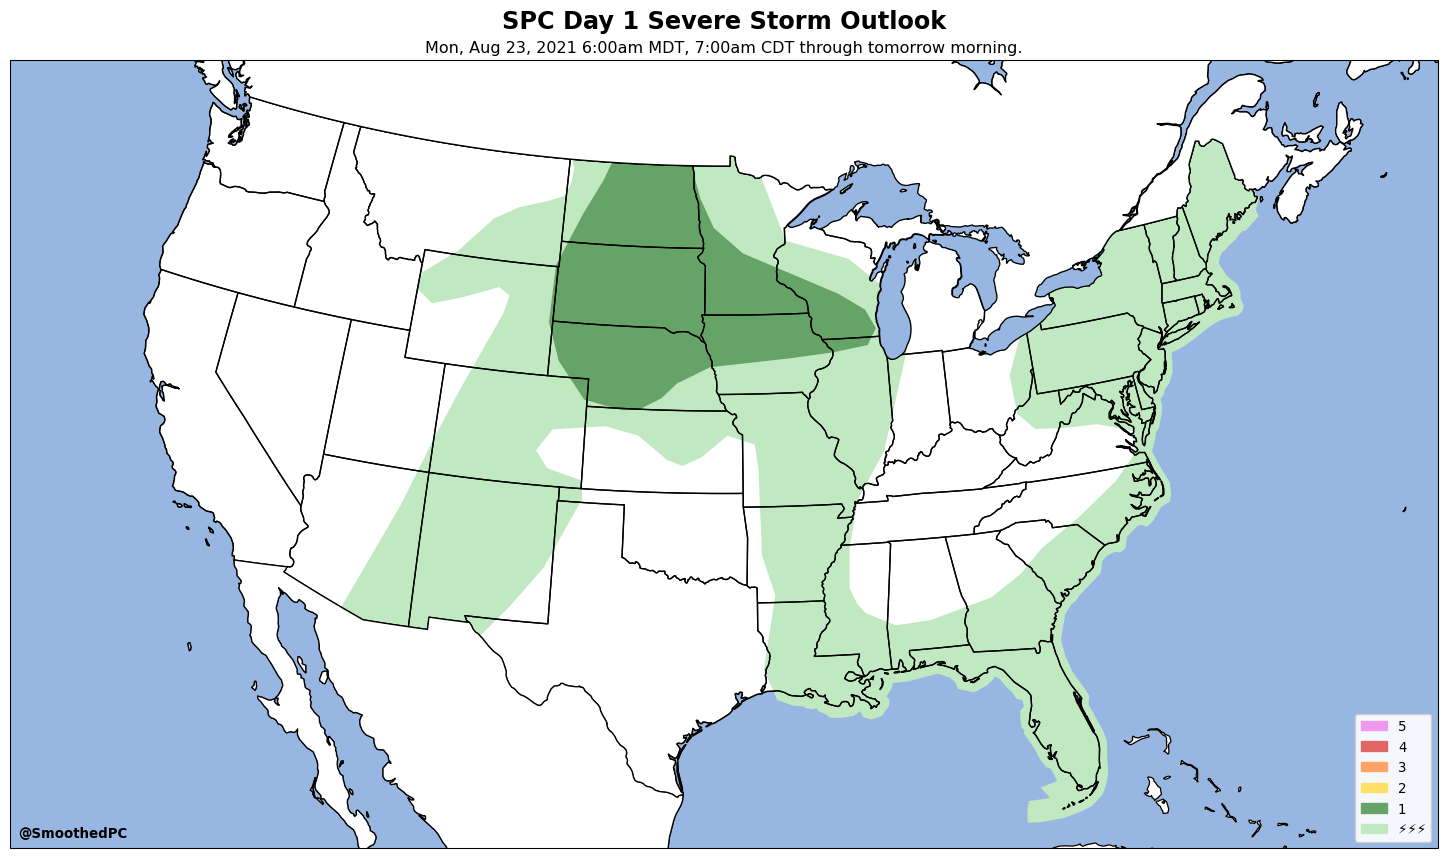 SPC Day 1 Severe Storm Outlook
Mon, Aug 23, 2021 6:00am MDT, 7:00am CDT through tomorrow morning.
5
4
3
2
1
⚡⚡⚡
@SmoothedPC